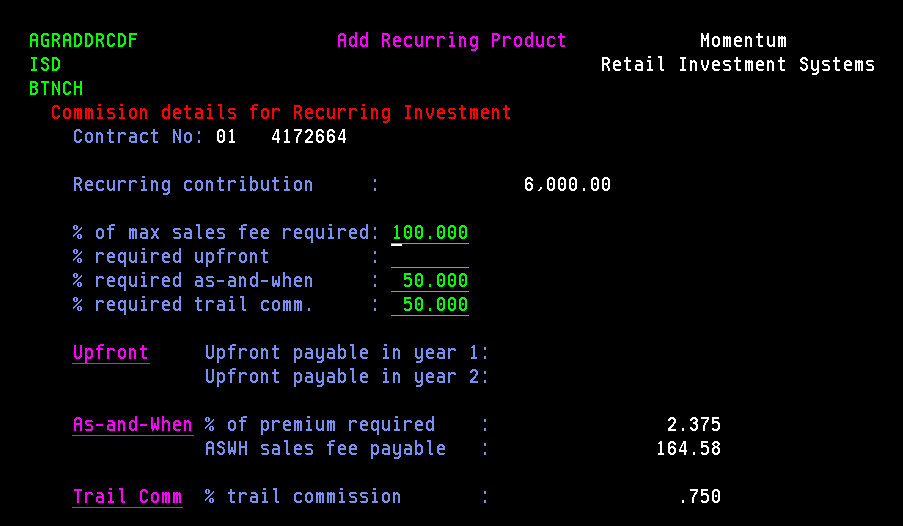 AGRADDRCDF Add Recurring Product Momentum
ISD Retail Investment Systems
BTNCH
Commision details for Recurring Investment
Contract No: 01 4172664
Recurring contribution : 6,000.00
% of max sales fee required: 100.000
% required upfront :
% required as-and-when : 50.000
% required trail comm. : 50.000
Upfront Upfront payable in year 1:
Upfront payable in year 2:
As-and-When % of premium required : 2.375
ASWH sales fee payable : 164.58
Trail Comm % trail commission : .750